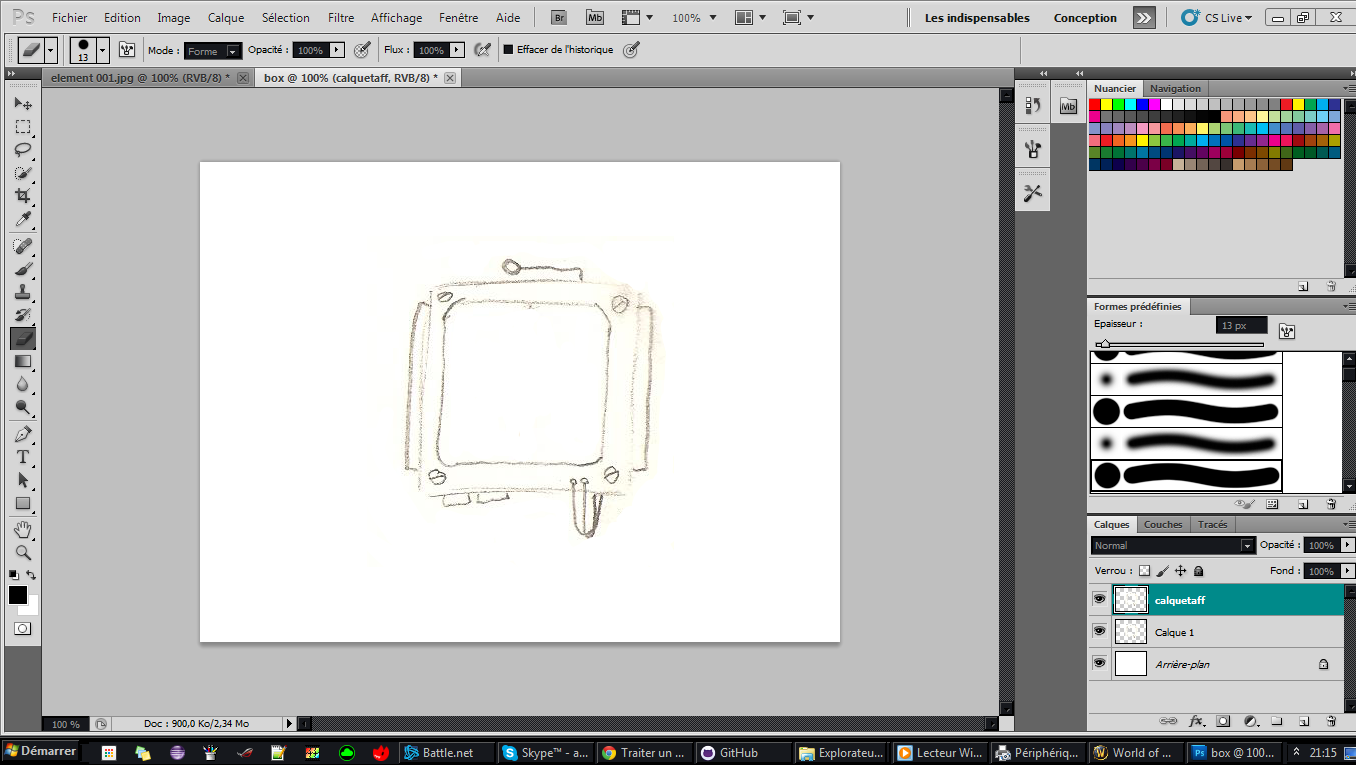 Ps Fichier Edition Image Calque Sélection Filtre Affichage Fenêtre Aide Br Mb 100% Les indispensables Conception CS Live
13 Mode : Forme Opacité : 100% Flux : 100% Effacer de l'historique
element 001.jpg @ 100% (RVB/8) * box @ 100% (calquetaff, RVB/8) *
Nuancier Navigation
Mb
Formes prédéfinies
Epaisseur : 13 px
T
Calques Couches Tracés
Normal Opacité : 100%
Verrou : Fond : 100%
calquetaff
Calque 1
Arrière-plan
fx
100 % Doc : 900,0 Ko/2,34 Mo
Démarrer Battle.net Skype™ - a... Traiter un ... GitHub Explorateu... Lecteur Wi... Périphériq... World of ... Ps box @ 100... 21:15